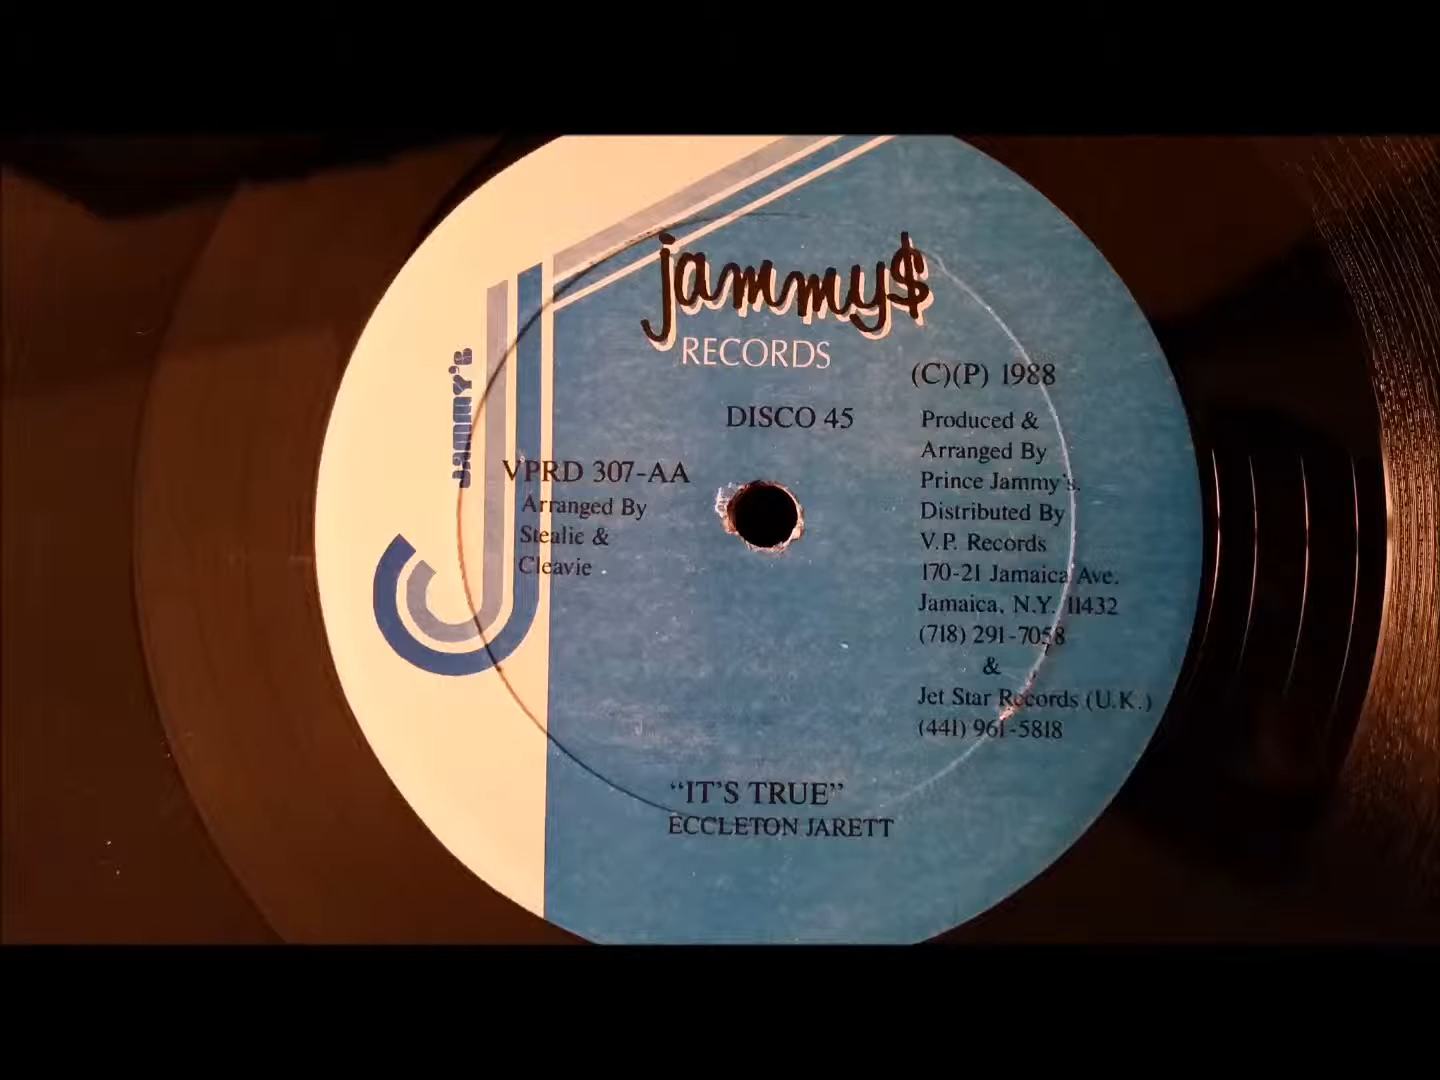 jammy$
RECORDS
JAMMY'S
(C)(P) 1988
DISCO 45
VPRD 307-AA
Arranged By
Stealie &
Cleavie
Produced &
Arranged By
Prince Jammy's.
Distributed By
V.P. Records
170-21 Jamaica Ave.
Jamaica, N.Y. 11432
(718) 291-7058
&
Jet Star Records (U.K.)
(441) 961-5818
“IT'S TRUE”
ECCLETON JARETT